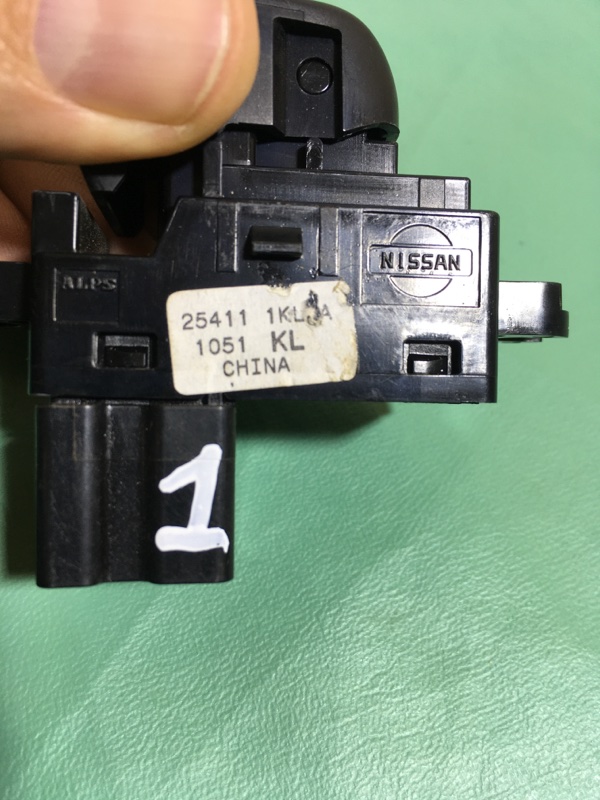 NISSAN
ALPS
25411
1051 KL
CHINA
1